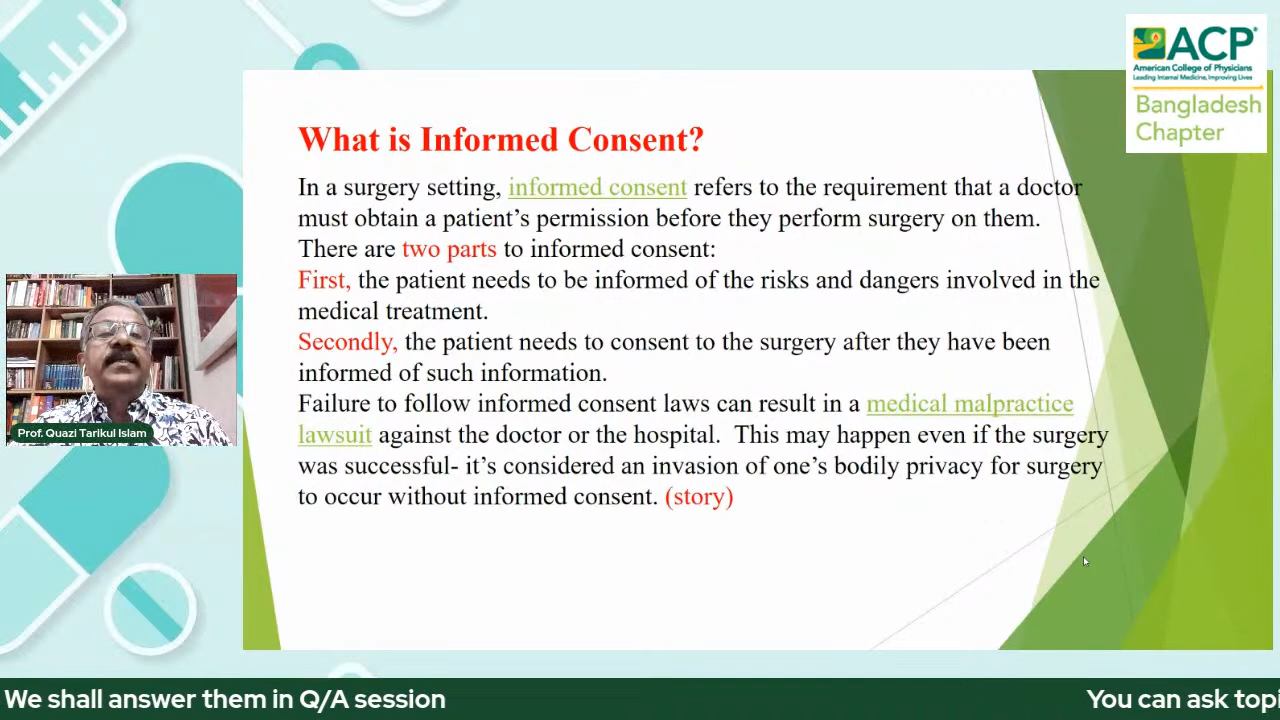 ACP
American College of Physicians
Leading Internal Medicine, Improving Lives
Bangladesh
Chapter
What is Informed Consent?
In a surgery setting, informed consent refers to the requirement that a doctor
must obtain a patient’s permission before they perform surgery on them.
There are two parts to informed consent:
First, the patient needs to be informed of the risks and dangers involved in the
medical treatment.
Secondly, the patient needs to consent to the surgery after they have been
informed of such information.
Failure to follow informed consent laws can result in a medical malpractice
lawsuit against the doctor or the hospital.  This may happen even if the surgery
was successful- it’s considered an invasion of one’s bodily privacy for surgery
to occur without informed consent. (story)
Prof. Quazi Tarikul Islam
We shall answer them in Q/A session
You can ask topi